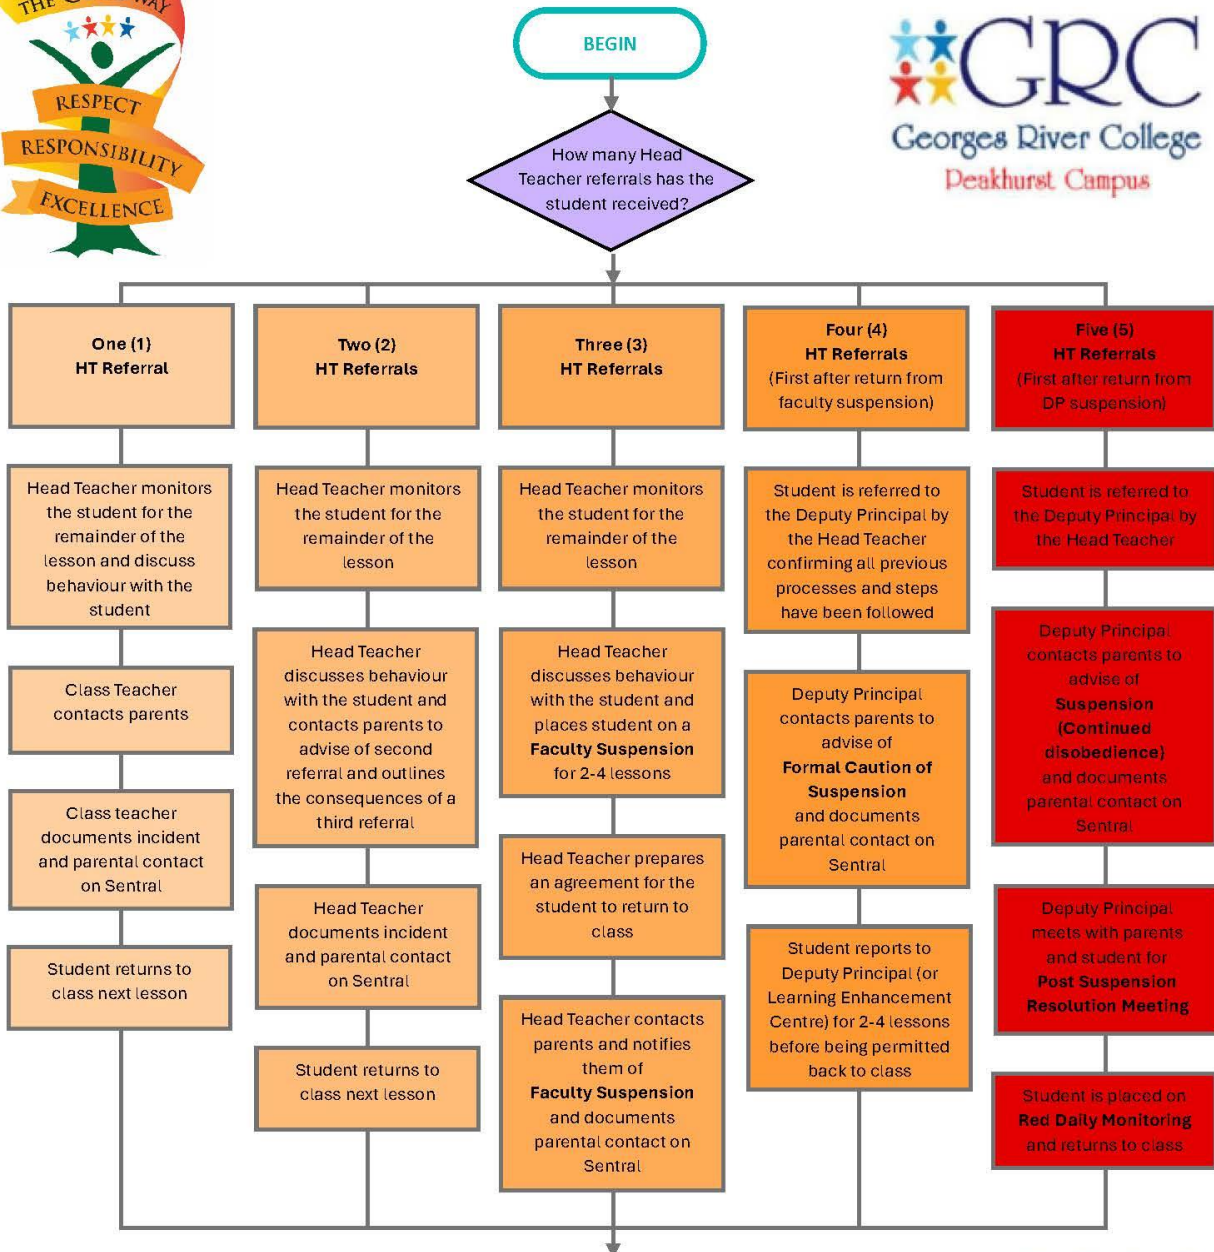 THE
WAY
RESPECT
RESPONSIBILITY
EXCELLENCE
BEGIN
GRC
Georges River College
Peakhurst Campus
How many Head
Teacher referrals has the
student received?
One (1)
HT Referral
Head Teacher monitors
the student for the
remainder of the
lesson and discuss
behaviour with the
student
Class Teacher
contacts parents
Class teacher
documents incident
and parental contact
on Sentral
Student returns to
class next lesson
Two (2)
HT Referrals
Head Teacher monitors
the student for the
remainder of the
lesson
Head Teacher
discusses behaviour
with the student and
contacts parents to
advise of second
referral and outlines
the consequences of a
third referral
Head Teacher
documents incident
and parental contact
on Sentral
Student returns to
class next lesson
Three (3)
HT Referrals
Head Teacher monitors
the student for the
remainder of the
lesson
Head Teacher
discusses behaviour
with the student and
places student on a
Faculty Suspension
for 2-4 lessons
Head Teacher prepares
an agreement for the
student to return to
class
Head Teacher contacts
parents and notifies
them of
Faculty Suspension
and documents
parental contact on
Sentral
Four (4)
HT Referrals
(First after return from
faculty suspension)
Student is referred to
the Deputy Principal by
the Head Teacher
confirming all previous
processes and steps
have been followed
Deputy Principal
contacts parents to
advise of
Formal Caution of
Suspension
and documents
parental contact on
Sentral
Student reports to
Deputy Principal (or
Learning Enhancement
Centre) for 2-4 lessons
before being permitted
back to class
Five (5)
HT Referrals
(First after return from
DP suspension)
Student is referred to
the Deputy Principal by
the Head Teacher
Deputy Principal
contacts parents to
advise of
Suspension
(Continued
disobedience)
and documents
parental contact on
Sentral
Deputy Principal
meets with parents
and student for
Post Suspension
Resolution Meeting
Student is placed on
Red Daily Monitoring
and returns to class